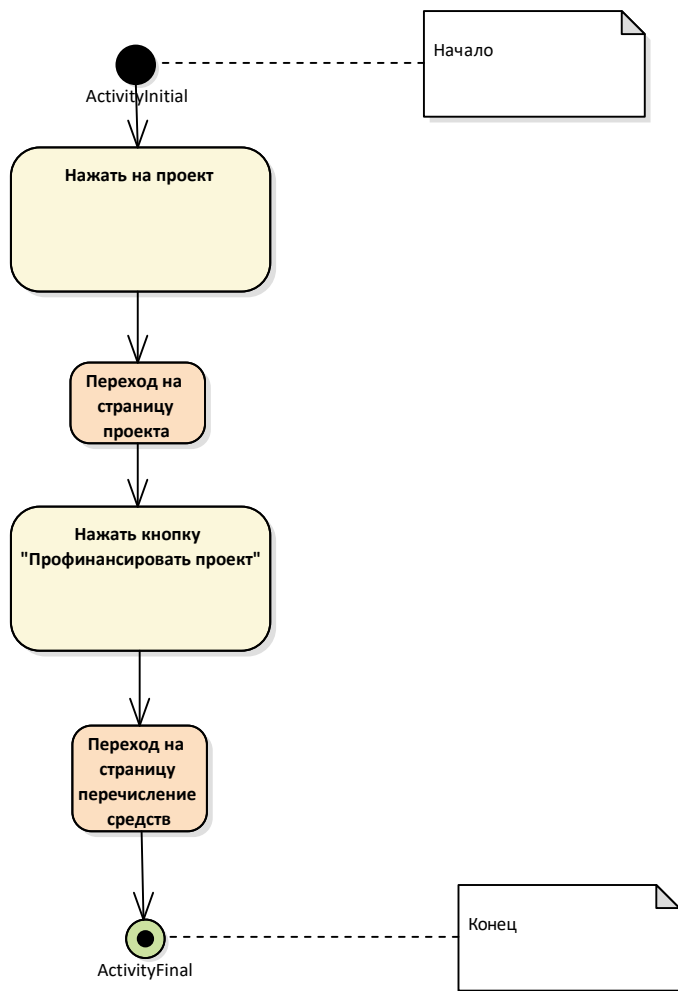 Начало
ActivityInitial
Нажать на проект
Переход на
страницу
проекта
Нажать кнопку
"Профинансировать проект"
Переход на
страницу
перечисление
средств
Конец
ActivityFinal